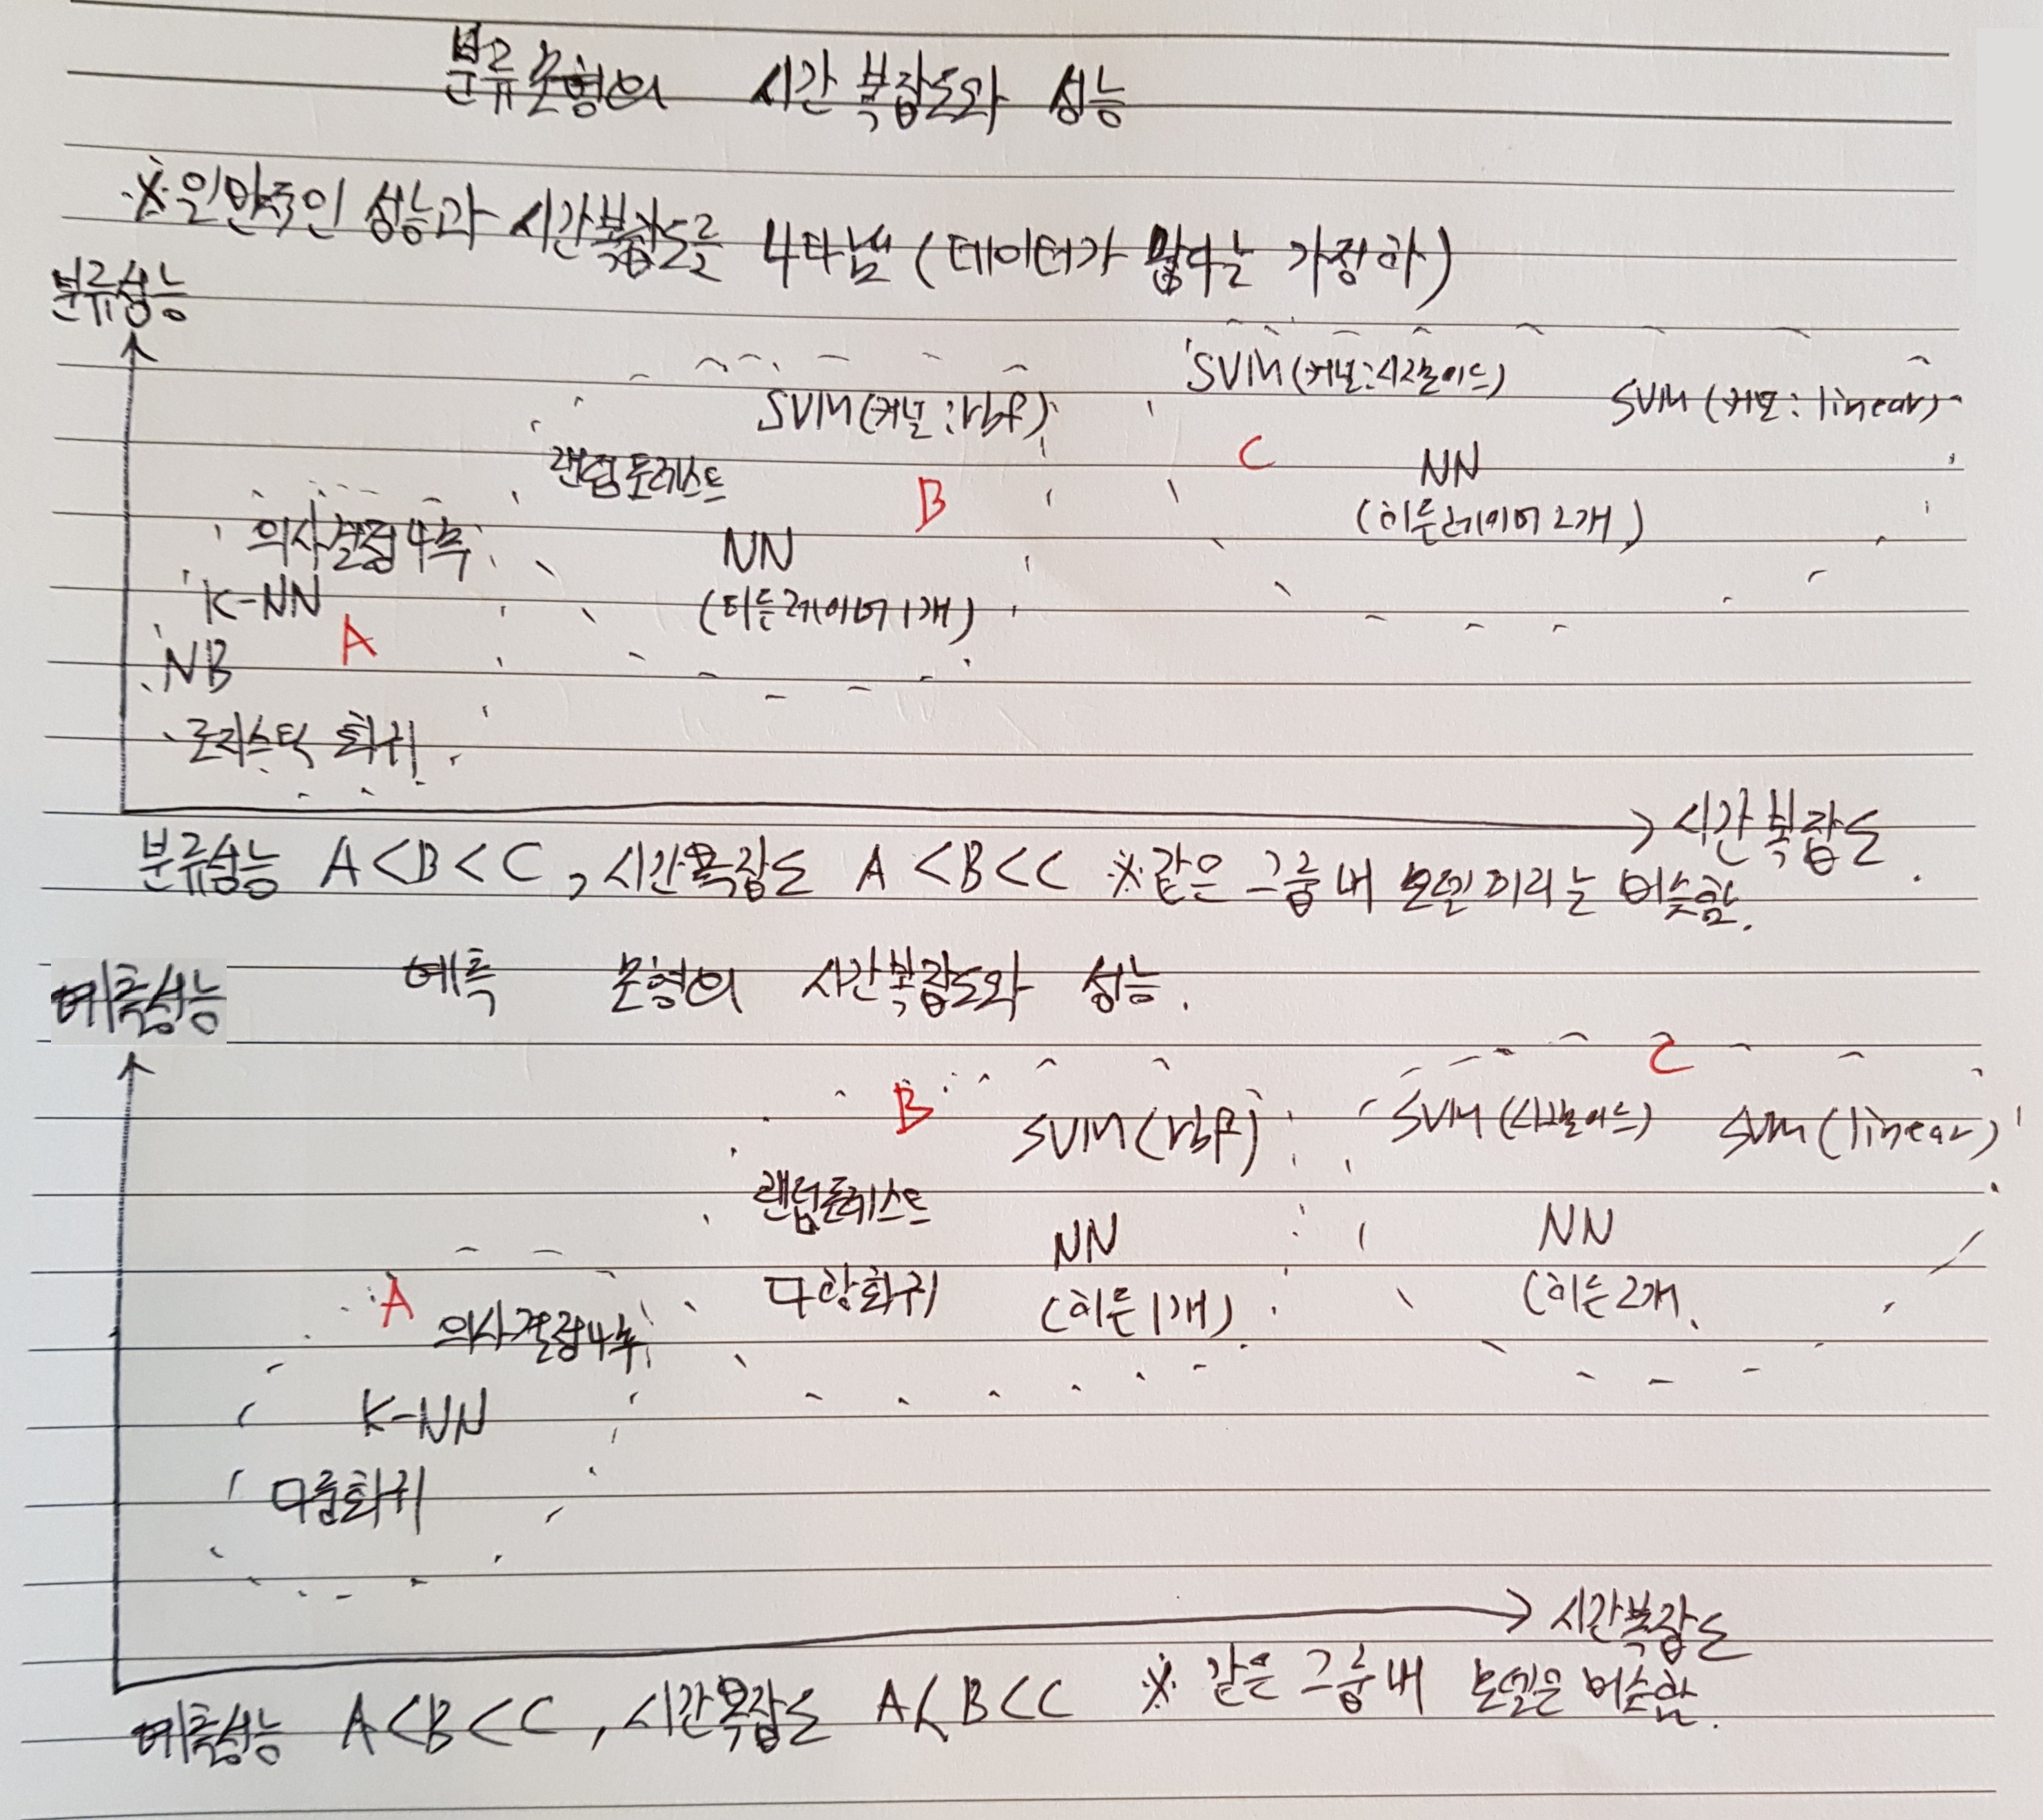 분류모형의 시간 복잡도와 성능
※일반적인 성능과 시간복잡도를 나타냄 (데이터가 많다는 가정하)
분류성능
SVM(커널:시그모이드)
SVM(커널:rbf)
SVM (커널: linear)
랜덤포레스트
C
NN
B
(히든레이어 2개)
의사결정나무
NN
K-NN
(히든레이어 1개)
A
NB
로지스틱 회귀
시간복잡도
분류성능 A<B<C, 시간복잡도 A<B<C ※같은 그룹내 모델끼리는 비슷함.
예측 모형의 시간복잡도와 성능.
예측성능
C
B
SVM(rbf)
SVM (시그모이드)
SVM(linear)
랜덤포레스트
NN
NN
A
다항회귀
(히든1개)
(히든2개
의사결정나무
K-NN
다중회귀
시간복잡도
예측성능 A<B<C, 시간복잡도 A<B<C ※ 같은 그룹내 모델은 비슷함.